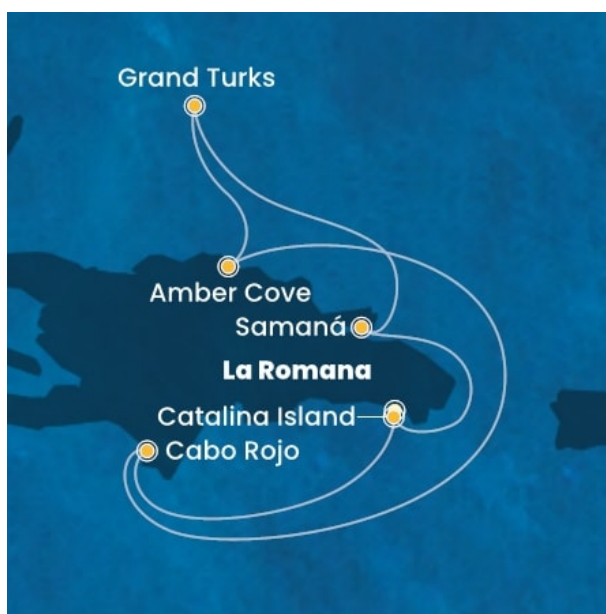 Grand Turks
Amber Cove
Samaná
La Romana
Catalina Island
Cabo Rojo